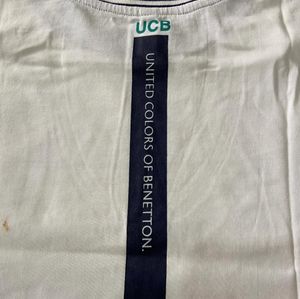 UCB
UNITED COLORS OF BENETTON.